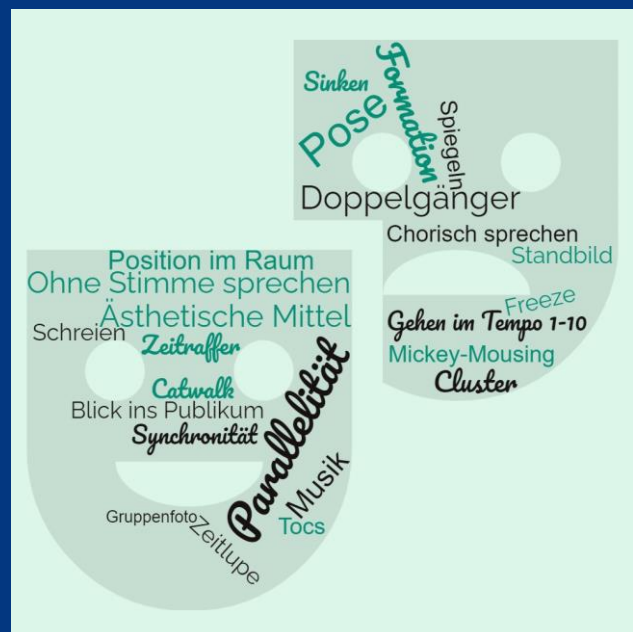 Sinken
Formation
Pose
Spiegeln
Doppelgänger
Chorisch sprechen
Standbild
Freeze
Gehen im Tempo 1-10
Mickey-Mousing
Cluster
Position im Raum
Ohne Stimme sprechen
Ästhetische Mittel
Schreien
Zeitraffer
Catwalk
Blick ins Publikum
Synchronität
Parallelität
Musik
Gruppenfoto
Tocs
Zeitlupe